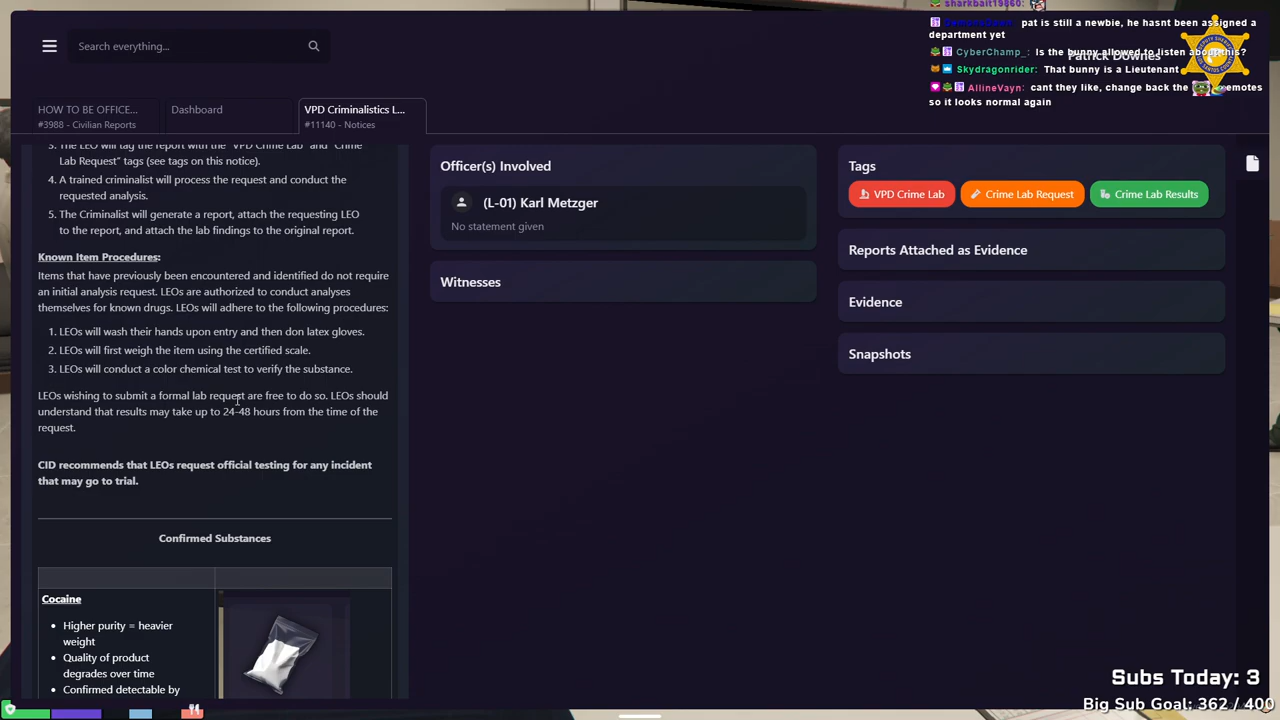 sharkbait19860:
pat is still a newbie, he hasnt been assigned a
department yet
CyberChamp_: Is the bunny allowed to listen about this?
Skydragonrider: That bunny is a Lieutenant
AllineVayn: cant they like, change back the emotes
so it looks normal again
Patrick Downes
Search everything...
HOW TO BE OFFICE...
#3988 - Civilian Reports
Dashboard
VPD Criminalistics L...
#11140 - Notices
3. The LEO will tag the report with the "VPD Crime Lab" and "Crime
Lab Request" tags (see tags on this notice).
4. A trained criminalist will process the request and conduct the
requested analysis.
5. The Criminalist will generate a report, attach the requesting LEO
to the report, and attach the lab findings to the original report.
Known Item Procedures:
Items that have previously been encountered and identified do not require
an initial analysis request. LEOs are authorized to conduct analyses
themselves for known drugs. LEOs will adhere to the following procedures:
1. LEOs will wash their hands upon entry and then don latex gloves.
2. LEOs will first weigh the item using the certified scale.
3. LEOs will conduct a color chemical test to verify the substance.
LEOs wishing to submit a formal lab request are free to do so. LEOs should
understand that results may take up to 24-48 hours from the time of the
request.
CID recommends that LEOs request official testing for any incident
that may go to trial.
Confirmed Substances
Cocaine
• Higher purity = heavier
weight
• Quality of product
degrades over time
• Confirmed detectable by
Officer(s) Involved
(L-01) Karl Metzger
No statement given
Witnesses
Tags
VPD Crime Lab
Crime Lab Request
Crime Lab Results
Reports Attached as Evidence
Evidence
Snapshots
Subs Today: 3
Big Sub Goal: 362 / 400